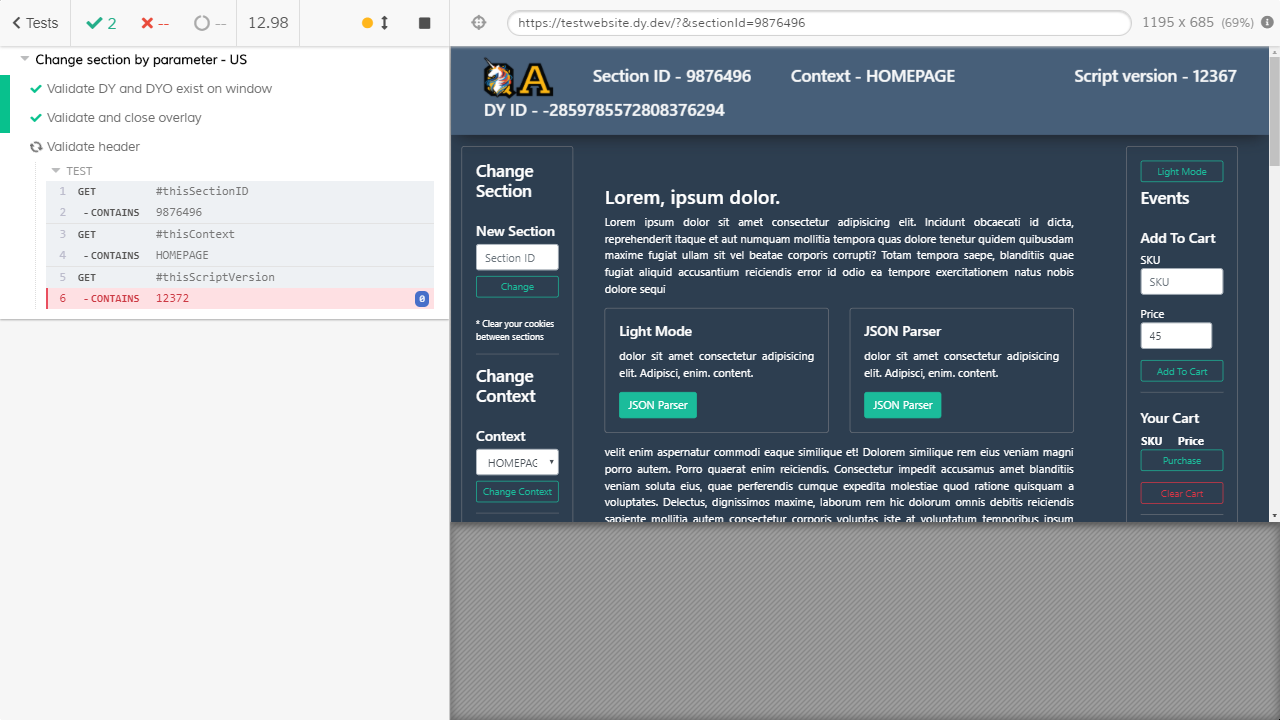 Tests
2
--
--
12.98
https://testwebsite.dy.dev/?&sectionId=9876496
1195 x 685 (69%)
Change section by parameter - US
Validate DY and DYO exist on window
Validate and close overlay
Validate header
TEST
1 GET #thisSectionID
2 - CONTAINS 9876496
3 GET #thisContext
4 - CONTAINS HOMEPAGE
5 GET #thisScriptVersion
6 - CONTAINS 12372 0
QA
Section ID - 9876496
Context - HOMEPAGE
Script version - 12367
DY ID - -2859785572808376294
Change
Section
New Section
Section ID
Change
* Clear your cookies
between sections
Change
Context
Context
HOMEPAG
Change Context
Lorem, ipsum dolor.
Lorem ipsum dolor sit amet consectetur adipisicing elit. Incidunt obcaecati id dicta,
reprehenderit itaque et aut numquam mollitia tempora quas dolore tenetur quidem quibusdam
maxime fugiat ullam sit vel beatae corporis corrupti? Totam tempora saepe, blanditiis quae
fugiat aliquid accusantium reiciendis error id odio ea tempore exercitationem natus nobis
dolore sequi
Light Mode
dolor sit amet consectetur adipisicing
elit. Adipisci, enim. content.
JSON Parser
JSON Parser
dolor sit amet consectetur adipisicing
elit. Adipisci, enim. content.
JSON Parser
velit enim aspernatur commodi eaque similique et! Dolorem similique rem eius veniam magni
porro autem. Porro quaerat enim reiciendis. Consectetur impedit accusamus amet blanditiis
veniam soluta eius, quae perferendis cumque expedita molestiae quod ratione quisquam a
voluptates. Delectus, dignissimos maxime, laborum rem hic dolorum omnis debitis reiciendis
sapiente mollitia autem consectetur corporis voluptas iste at voluptatum temporibus ipsum
Light Mode
Events
Add To Cart
SKU
SKU
Price
45
Add To Cart
Your Cart
SKU Price
Purchase
Clear Cart